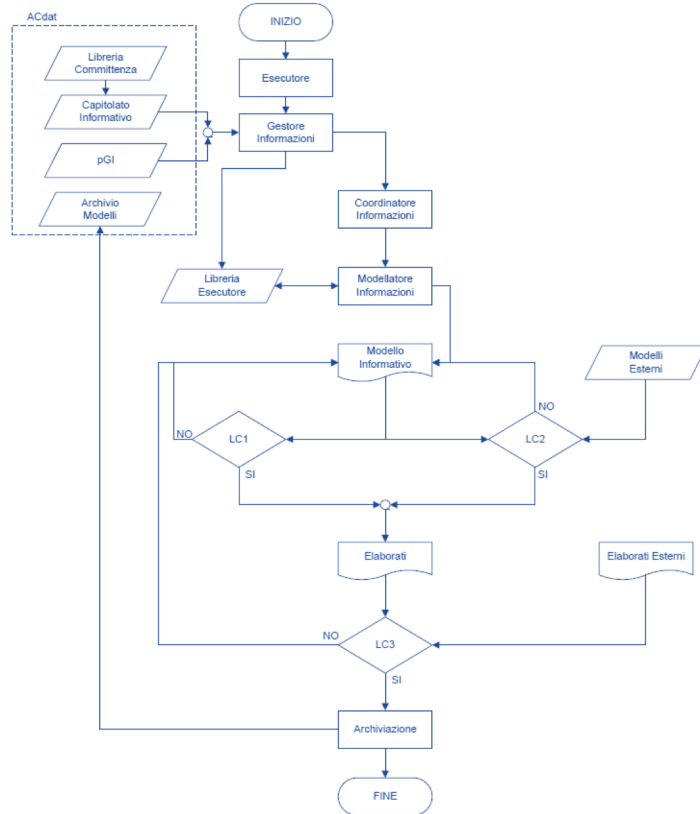 ACdat
INIZIO
Libreria
Committenza
Esecutore
Capitolato
Informativo
Gestore
Informazioni
pGI
Archivio
Modelli
Coordinatore
Informazioni
Libreria
Esecutore
Modellatore
Informazioni
Modello
Informativo
Modelli
Esterni
NO
NO
LC1
LC2
SI
SI
Elaborati
Elaborati Esterni
NO
LC3
SI
Archiviazione
FINE